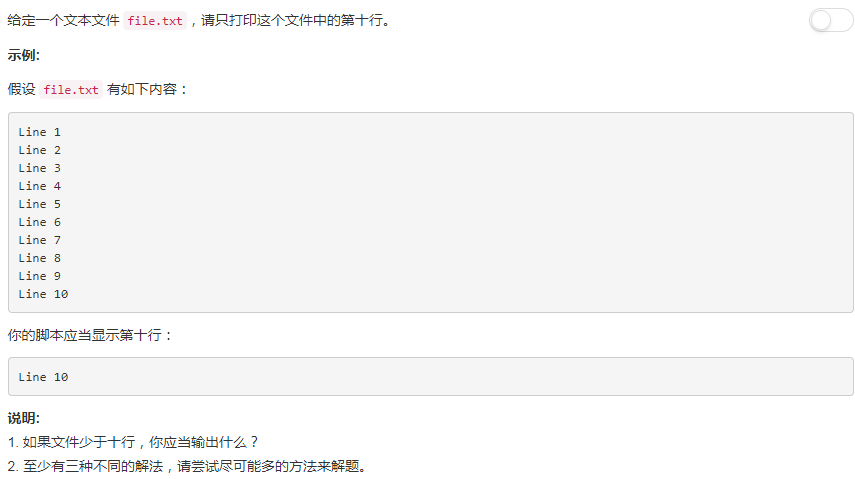 给定一个文本文件 file.txt，请只打印这个文件中的第十行。
示例:
假设 file.txt 有如下内容：
Line 1
Line 2
Line 3
Line 4
Line 5
Line 6
Line 7
Line 8
Line 9
Line 10
你的脚本应当显示第十行：
Line 10
说明:
1. 如果文件少于十行，你应当输出什么？
2. 至少有三种不同的解法，请尝试尽可能多的方法来解题。